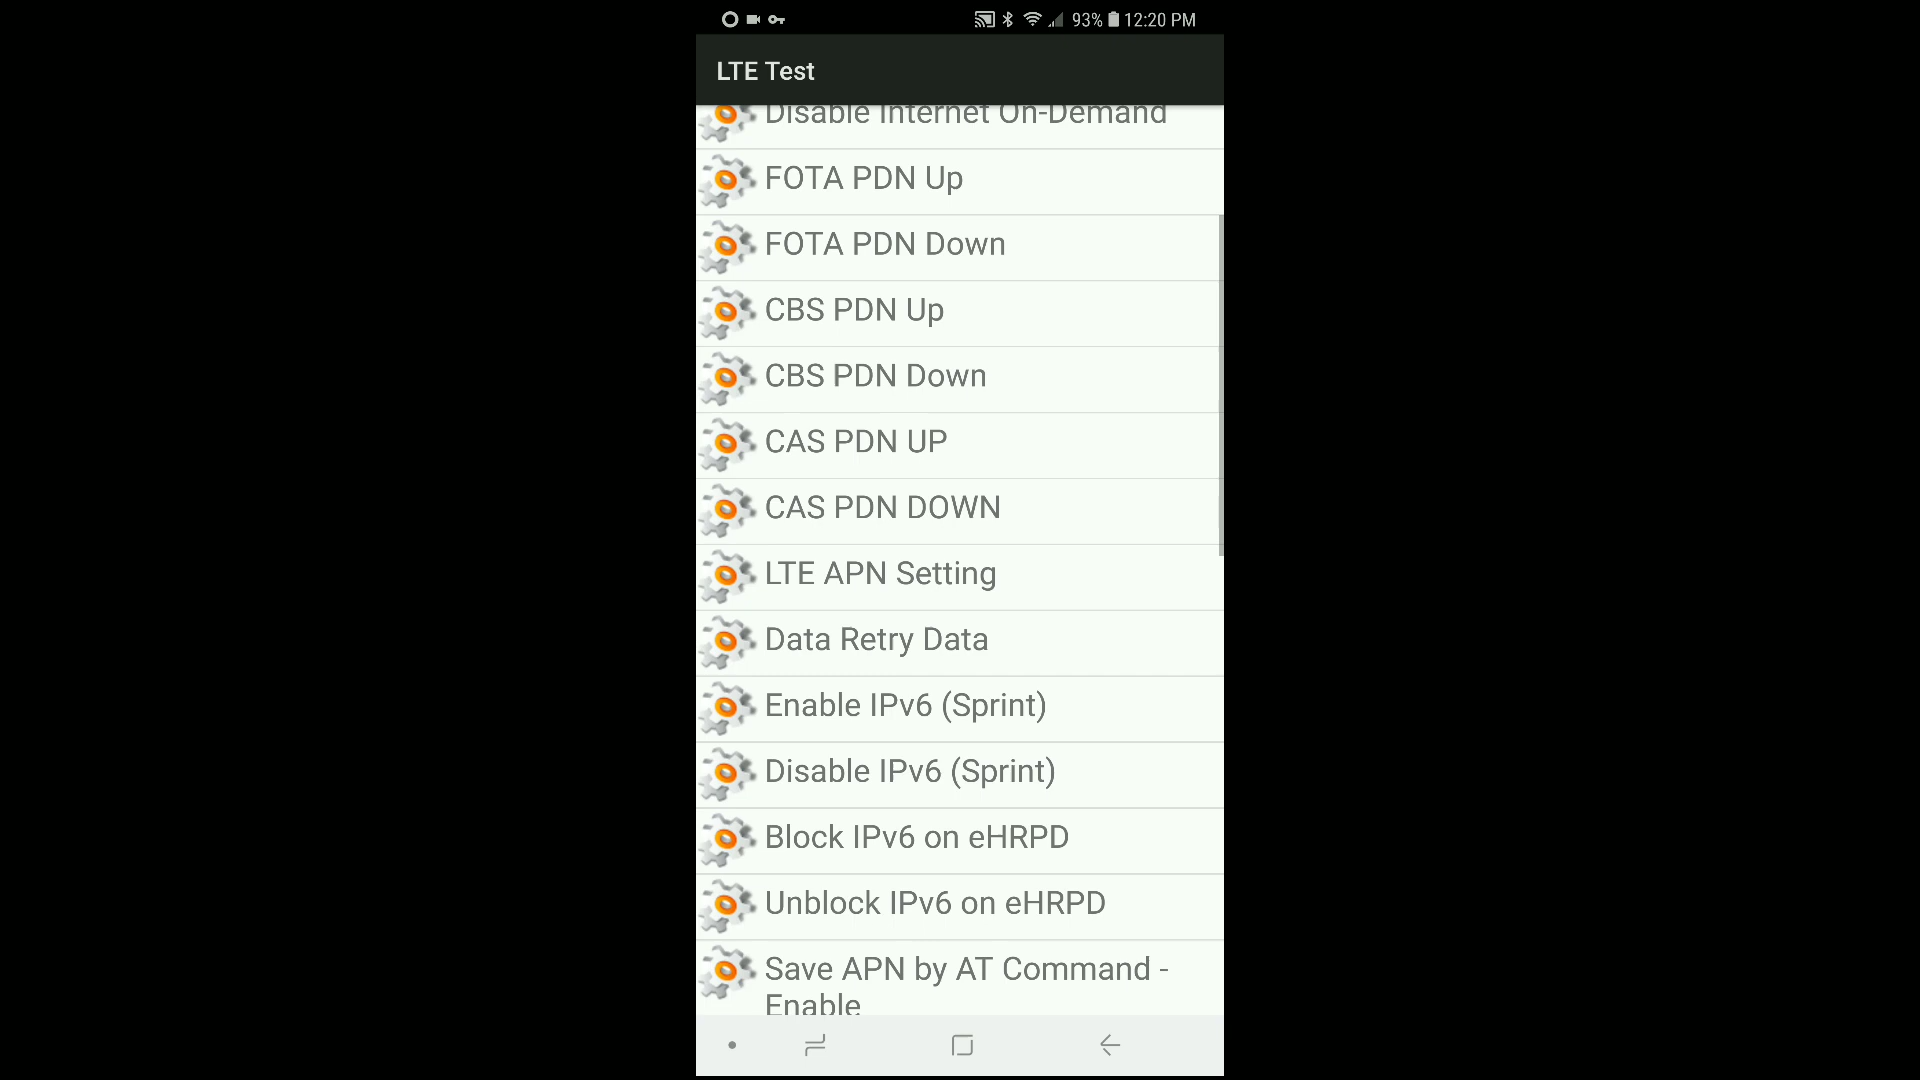 93% 12:20 PM
LTE Test
Disable Internet On-Demand
FOTA PDN Up
FOTA PDN Down
CBS PDN Up
CBS PDN Down
CAS PDN UP
CAS PDN DOWN
LTE APN Setting
Data Retry Data
Enable IPv6 (Sprint)
Disable IPv6 (Sprint)
Block IPv6 on eHRPD
Unblock IPv6 on eHRPD
Save APN by AT Command -
Enable